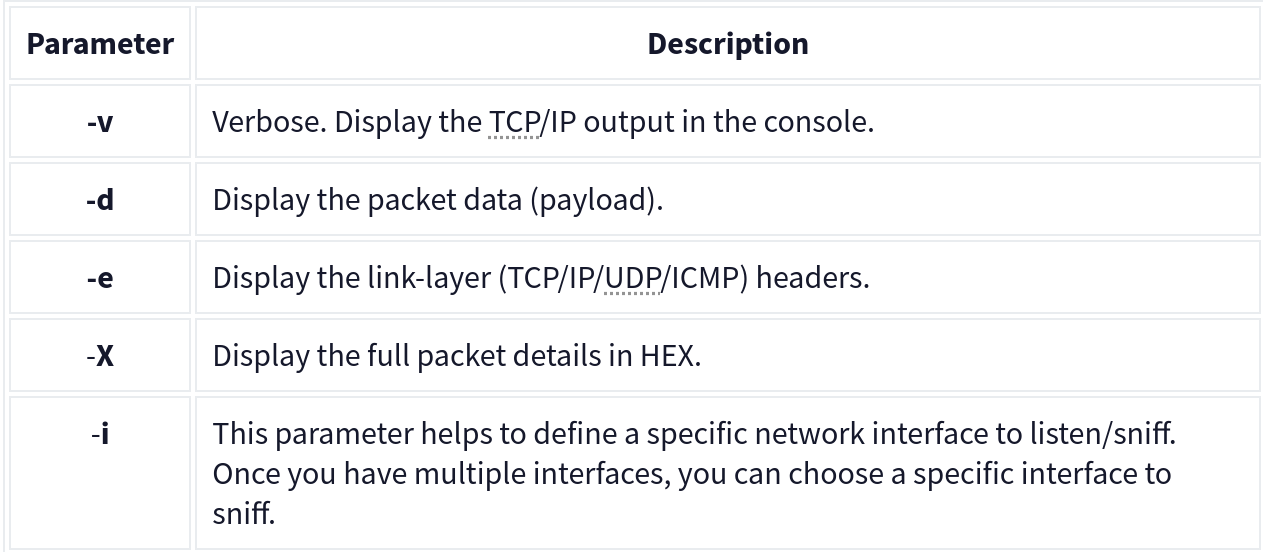 Parameter Description
-v Verbose. Display the TCP/IP output in the console.
-d Display the packet data (payload).
-e Display the link-layer (TCP/IP/UDP/ICMP) headers.
-X Display the full packet details in HEX.
-i This parameter helps to define a specific network interface to listen/sniff.
Once you have multiple interfaces, you can choose a specific interface to
sniff.